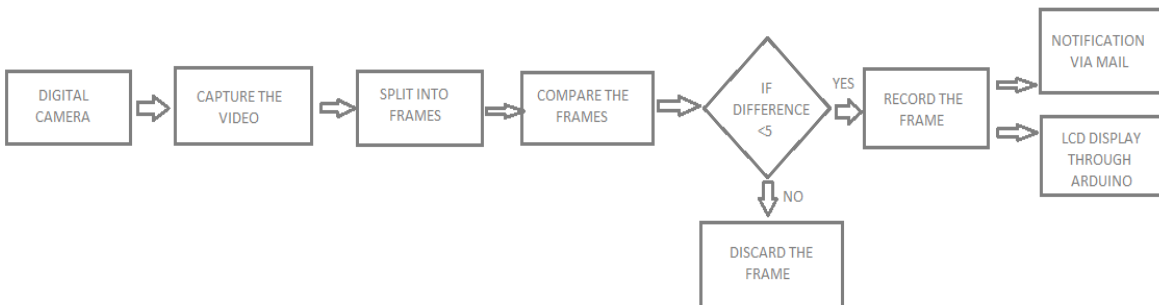 DIGITAL
CAMERA
CAPTURE THE
VIDEO
SPLIT INTO
FRAMES
COMPARE THE
FRAMES
IF
DIFFERENCE
<5
YES
RECORD THE
FRAME
NOTIFICATION
VIA MAIL
LCD DISPLAY
THROUGH
ARDUINO
NO
DISCARD THE
FRAME